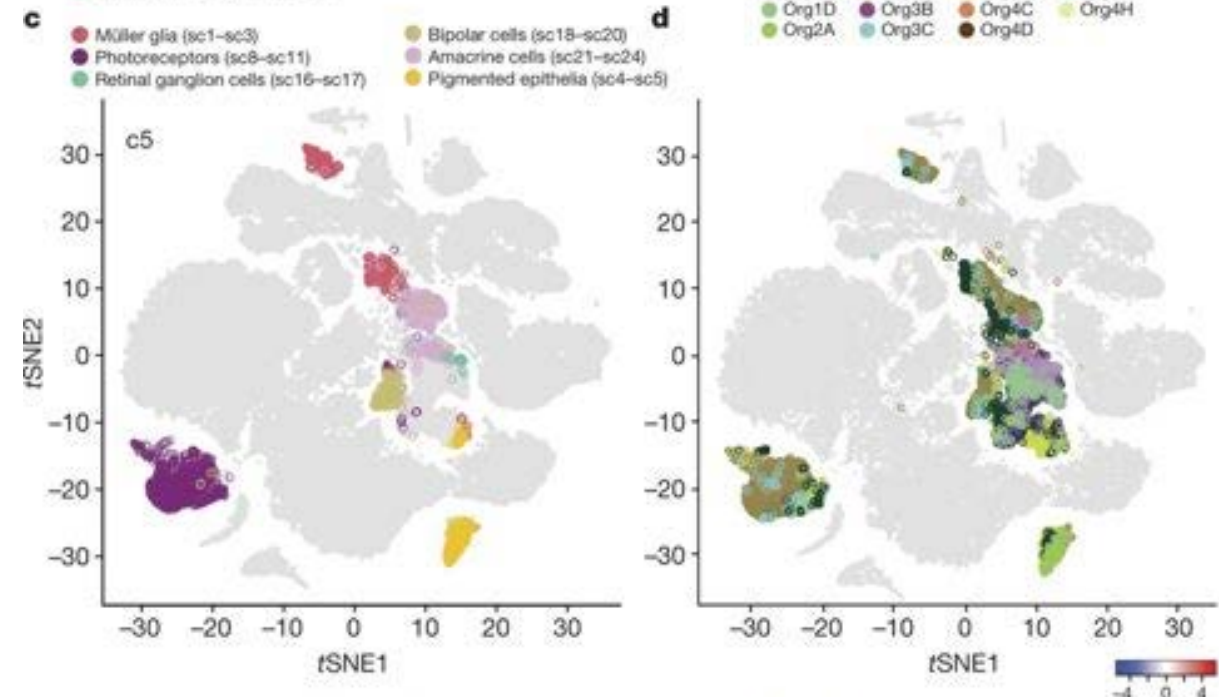 c
Müller glia (sc1–sc3)
Bipolar cells (sc18–sc20)
Photoreceptors (sc8–sc11)
Amacrine cells (sc21–sc24)
Retinal ganglion cells (sc16–sc17)
Pigmented epithelia (sc4–sc5)
c5
30
20
10
0
–10
–20
–30
tSNE2
–30 –20 –10 0 10 20 30
tSNE1
d
Org1D Org3B Org4C Org4H
Org2A Org3C Org4D
30
20
10
0
–10
–20
–30
–30 –20 –10 0 10 20 30
tSNE1
–4 0 4